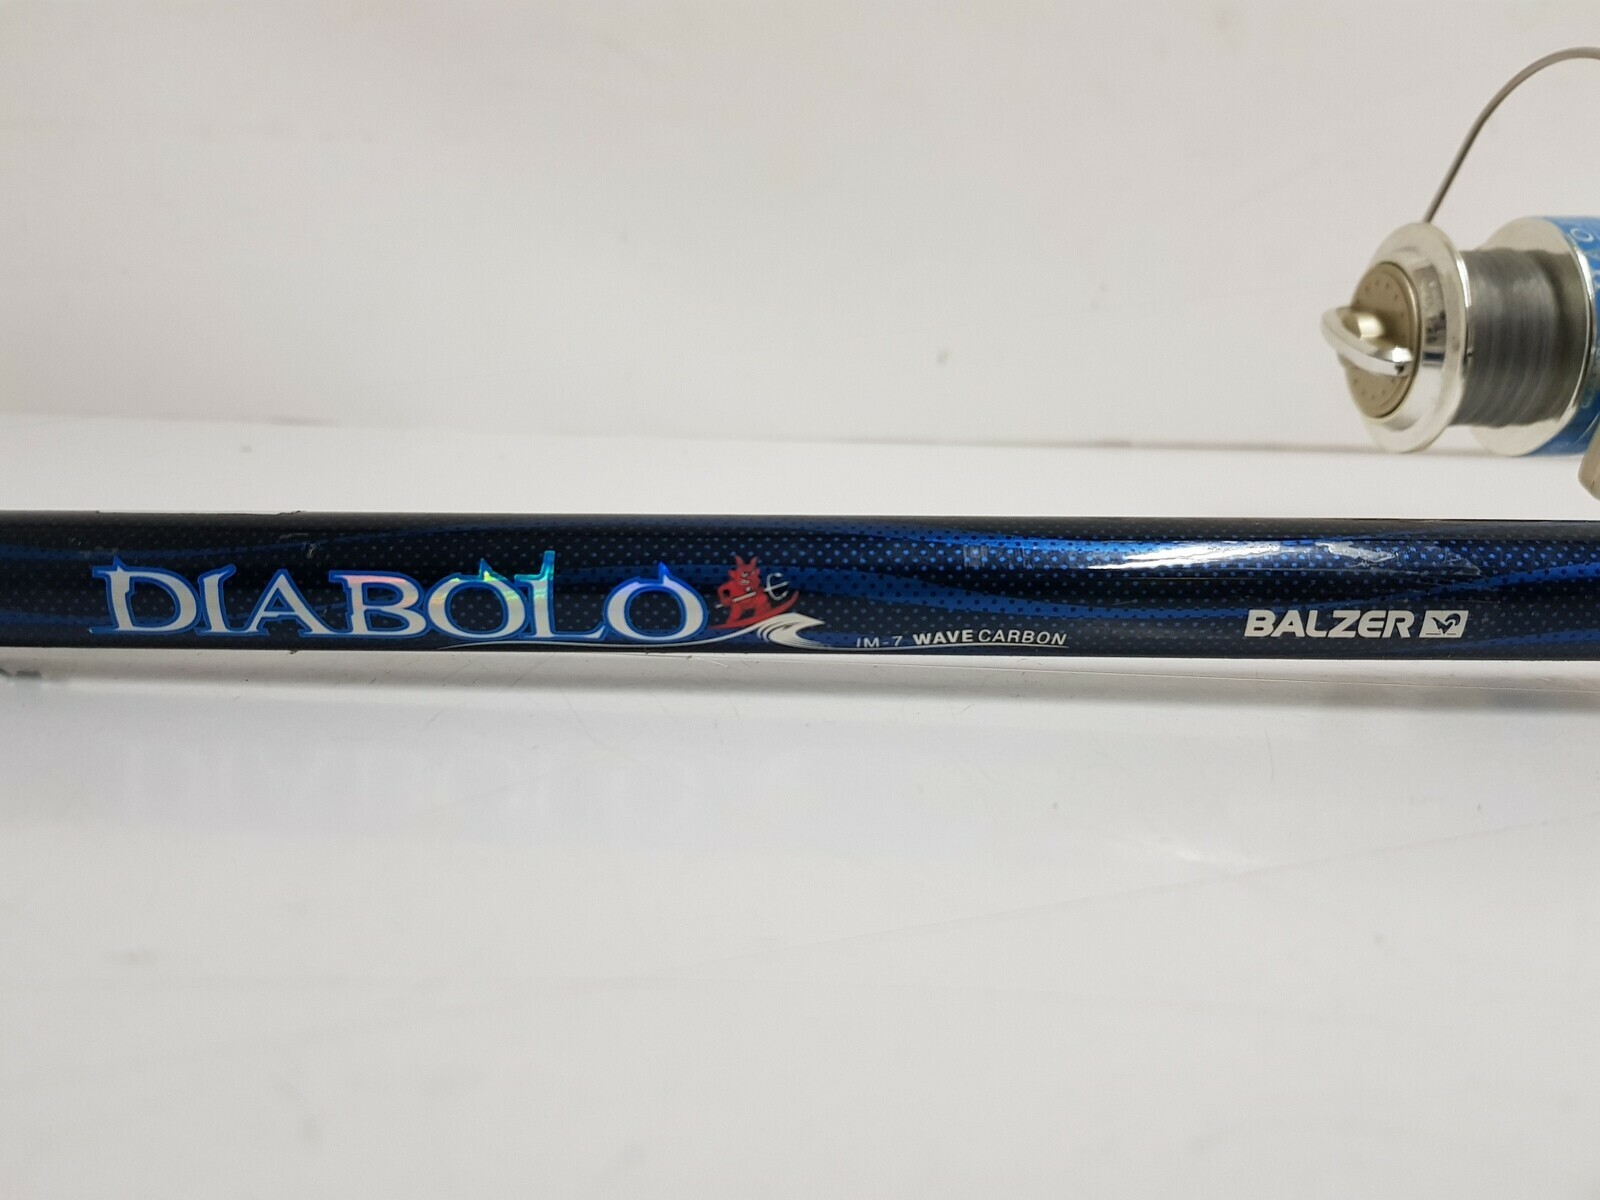 DIABOLO
IM-7 WAVE CARBON
BALZER